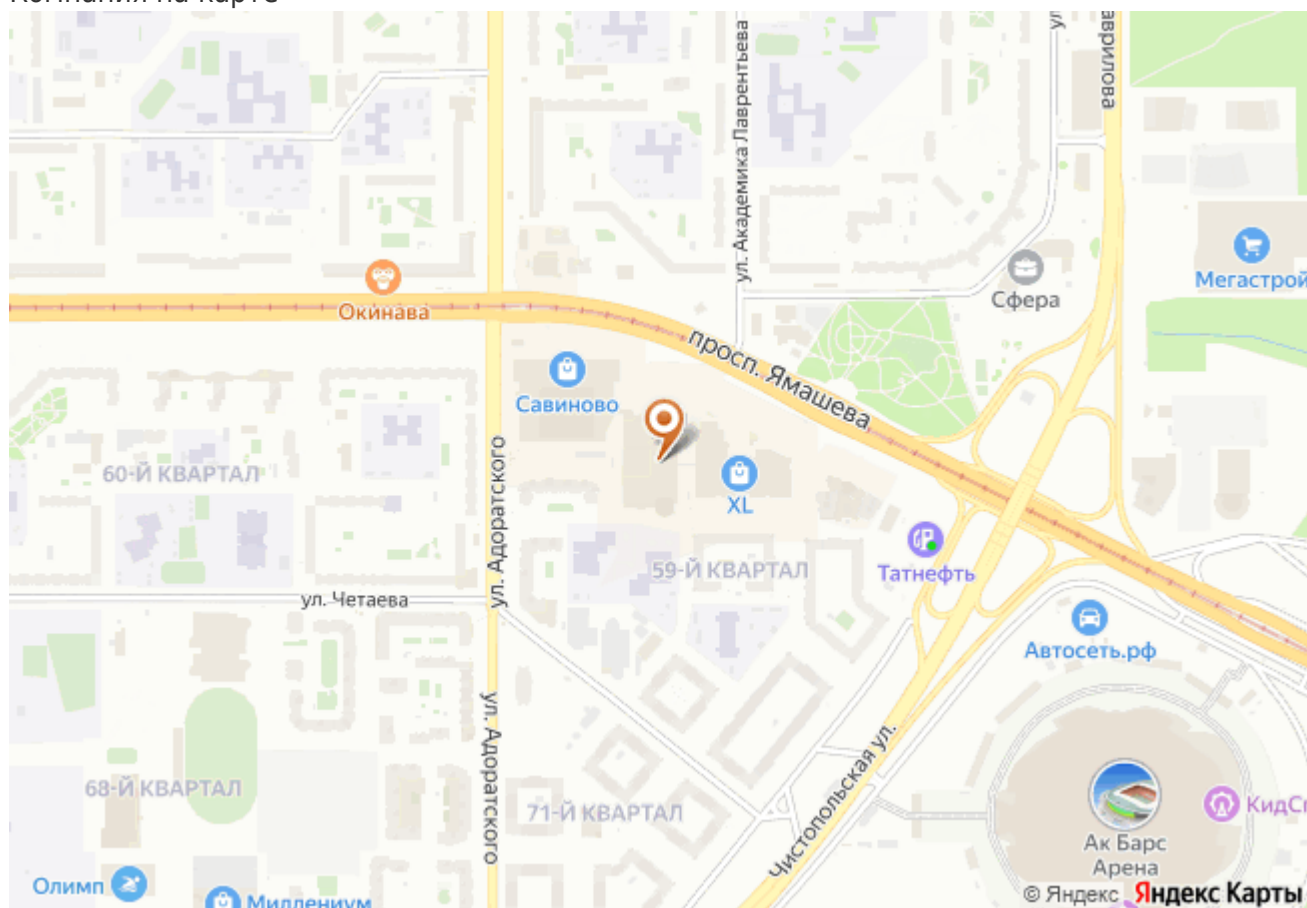 ул. Академика Лаврентьева
Окинава
Сфера
Мегастрой
просп. Ямашева
Савиново
ул. Адоратского
60-Й КВАРТАЛ
XL
Татнефть
59-Й КВАРТАЛ
ул. Четаева
Автосеть.рф
ул. Адоратского
68-Й КВАРТАЛ
71-Й КВАРТАЛ
Чистопольская ул.
Ак Барс
Арена
Олимп
© Яндекс Яндекс Карты